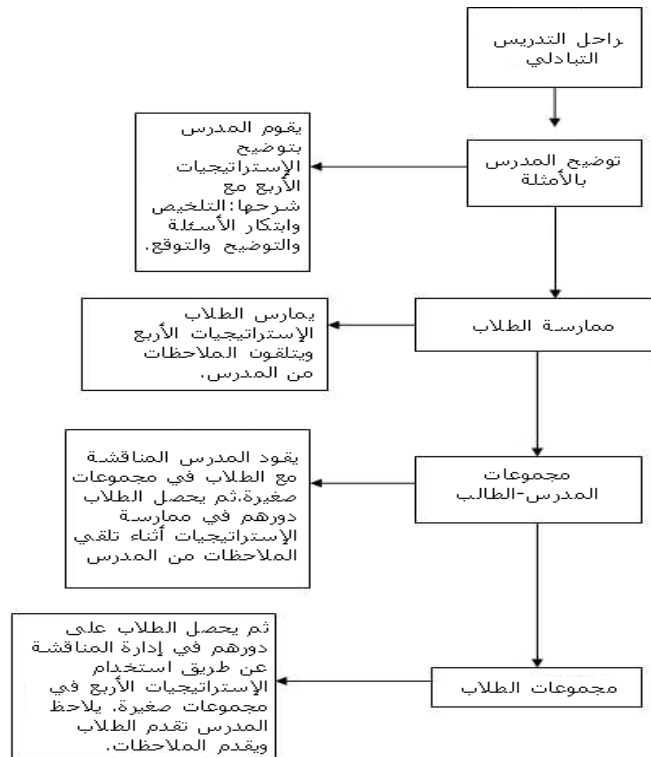 راحل التدريس
التبادلي
توضيح المدرس
بالأمثلة
يقوم المدرس
بتوضيح
الإستراتيجيات
الأربع مع
شرحها:التلخيص
وابتكار الأسئلة
والتوضيح والتوقع.
ممارسة الطلاب
يمارس الطلاب
الإستراتيجيات الأربع
ويتلقون الملاحظات
من المدرس.
مجموعات
المدرس-الطالب
يقود المدرس المناقشة
مع الطلاب في مجموعات
صغيرة.ثم يحصل الطلاب
دورهم في ممارسة
الإستراتيجيات أثناء تلقي
الملاحظات من المدرس
مجموعات الطلاب
ثم يحصل الطلاب على
دورهم في إدارة المناقشة
عن طريق استخدام
الإستراتيجيات الأربع في
مجموعات صغيرة. يلاحظ
المدرس تقدم الطلاب
ويقدم الملاحظات.